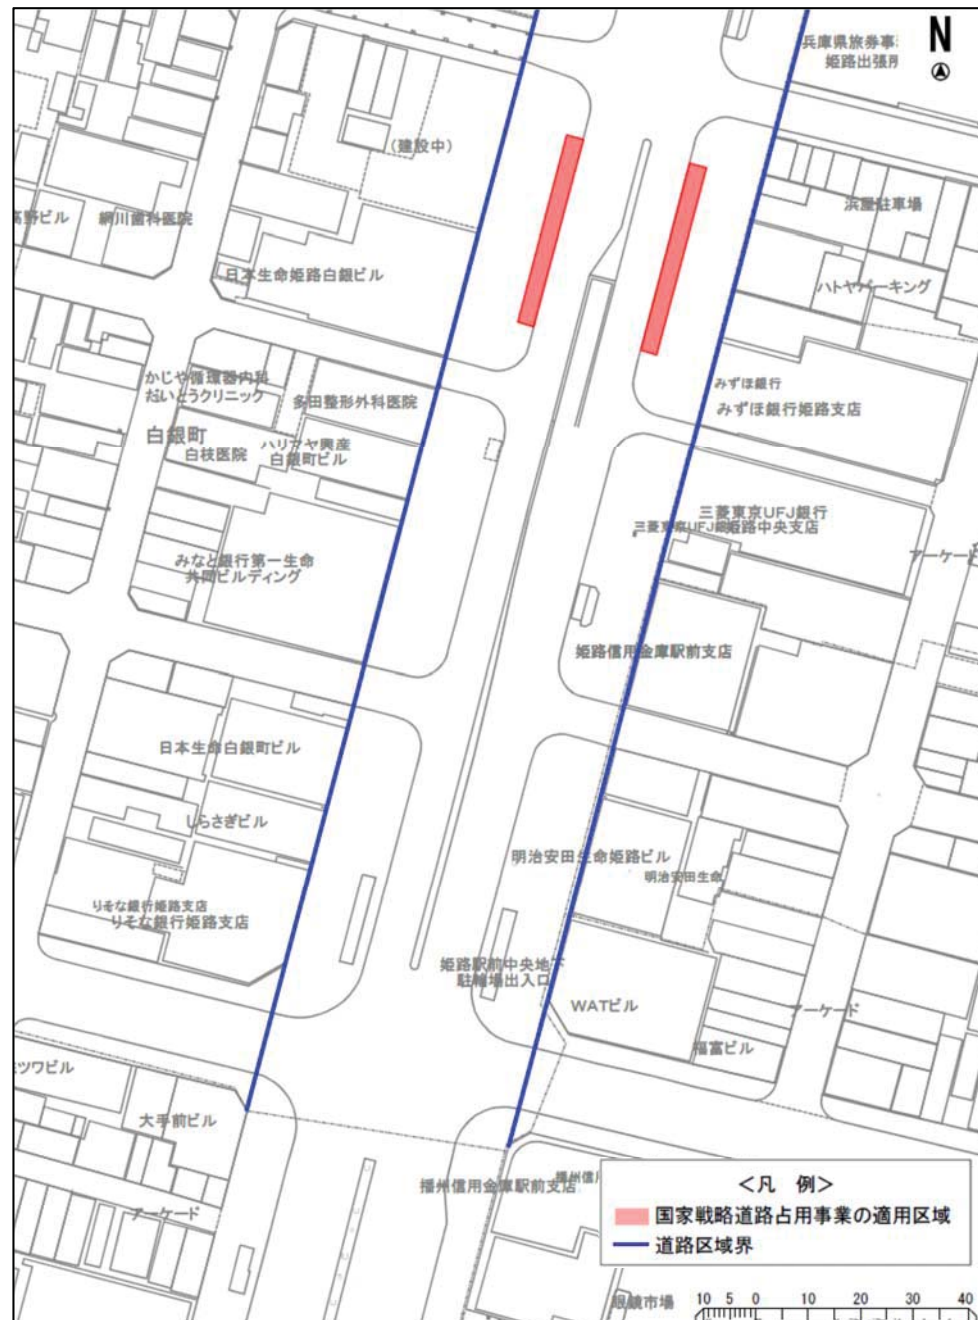 N
兵庫県旅券事
姫路出張所
(建設中)
網川歯科医院
浜屋駐車場
日本生命姫路白銀ビル
ハトヤパーキング
かじや循環器内科
だいとうクリニック
みずほ銀行
みずほ銀行姫路支店
多田整形外科医院
白銀町
ハリマヤ興産
白銀町ビル
白枝医院
三菱東京UFJ銀行
三菱東京UFJ銀行
姫路中央支店
アーケード
みなと銀行第一生命
共同ビルディング
姫路信用金庫駅前支店
日本生命白銀町ビル
しらさぎビル
明治安田生命姫路ビル
明治安田生命
りそな銀行姫路支店
りそな銀行姫路支店
姫路駅前中央地下
駐輪場出入口
WATビル
アーケード
福富ビル
ミツワビル
大手前ビル
播州信用金庫駅前支店
播州信
アーケード
<凡 例>
国家戦略道路占用事業の適用区域
道路区域界
眼鏡市場
10 5 0 10 20 30 40